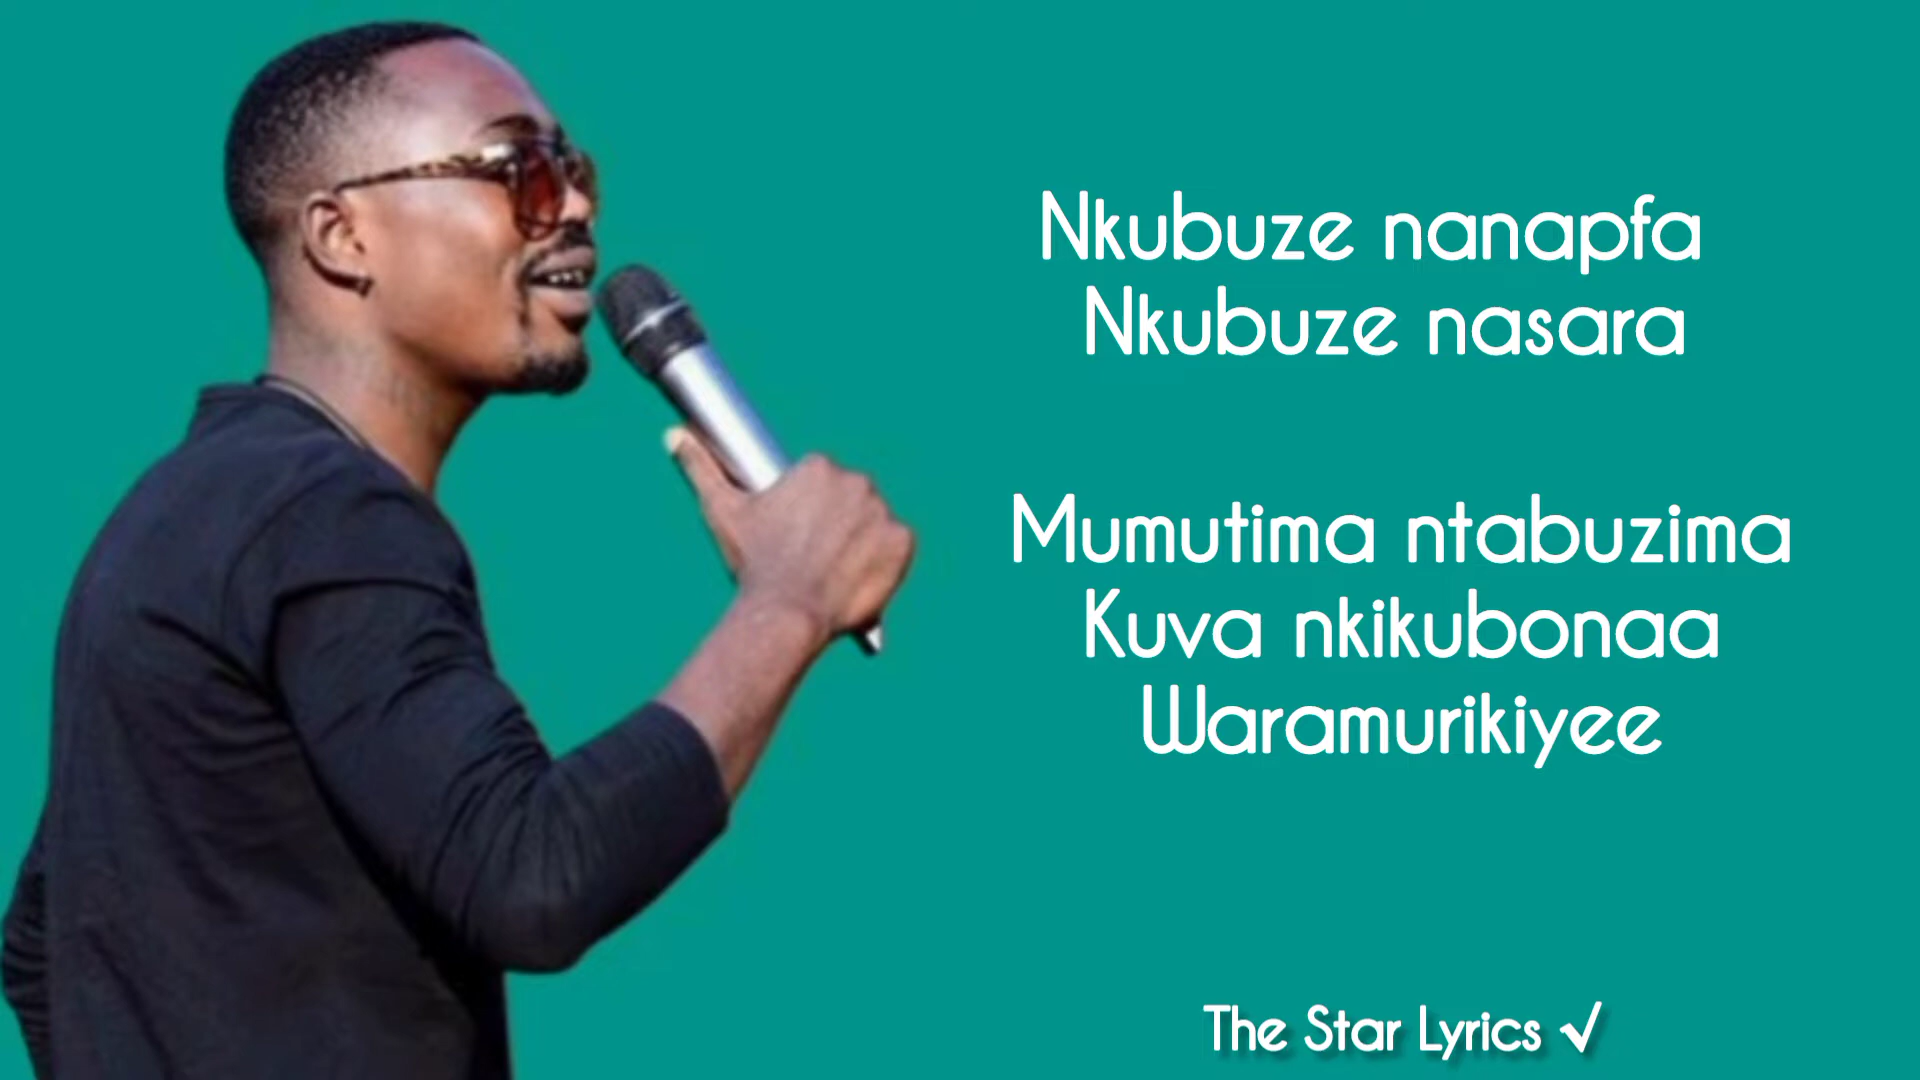 Nkubuze nanapfa
Nkubuze nasara
Mumutima ntabuzima
Kuva nkikubonaa
Waramurikiyee
The Star Lyrics √